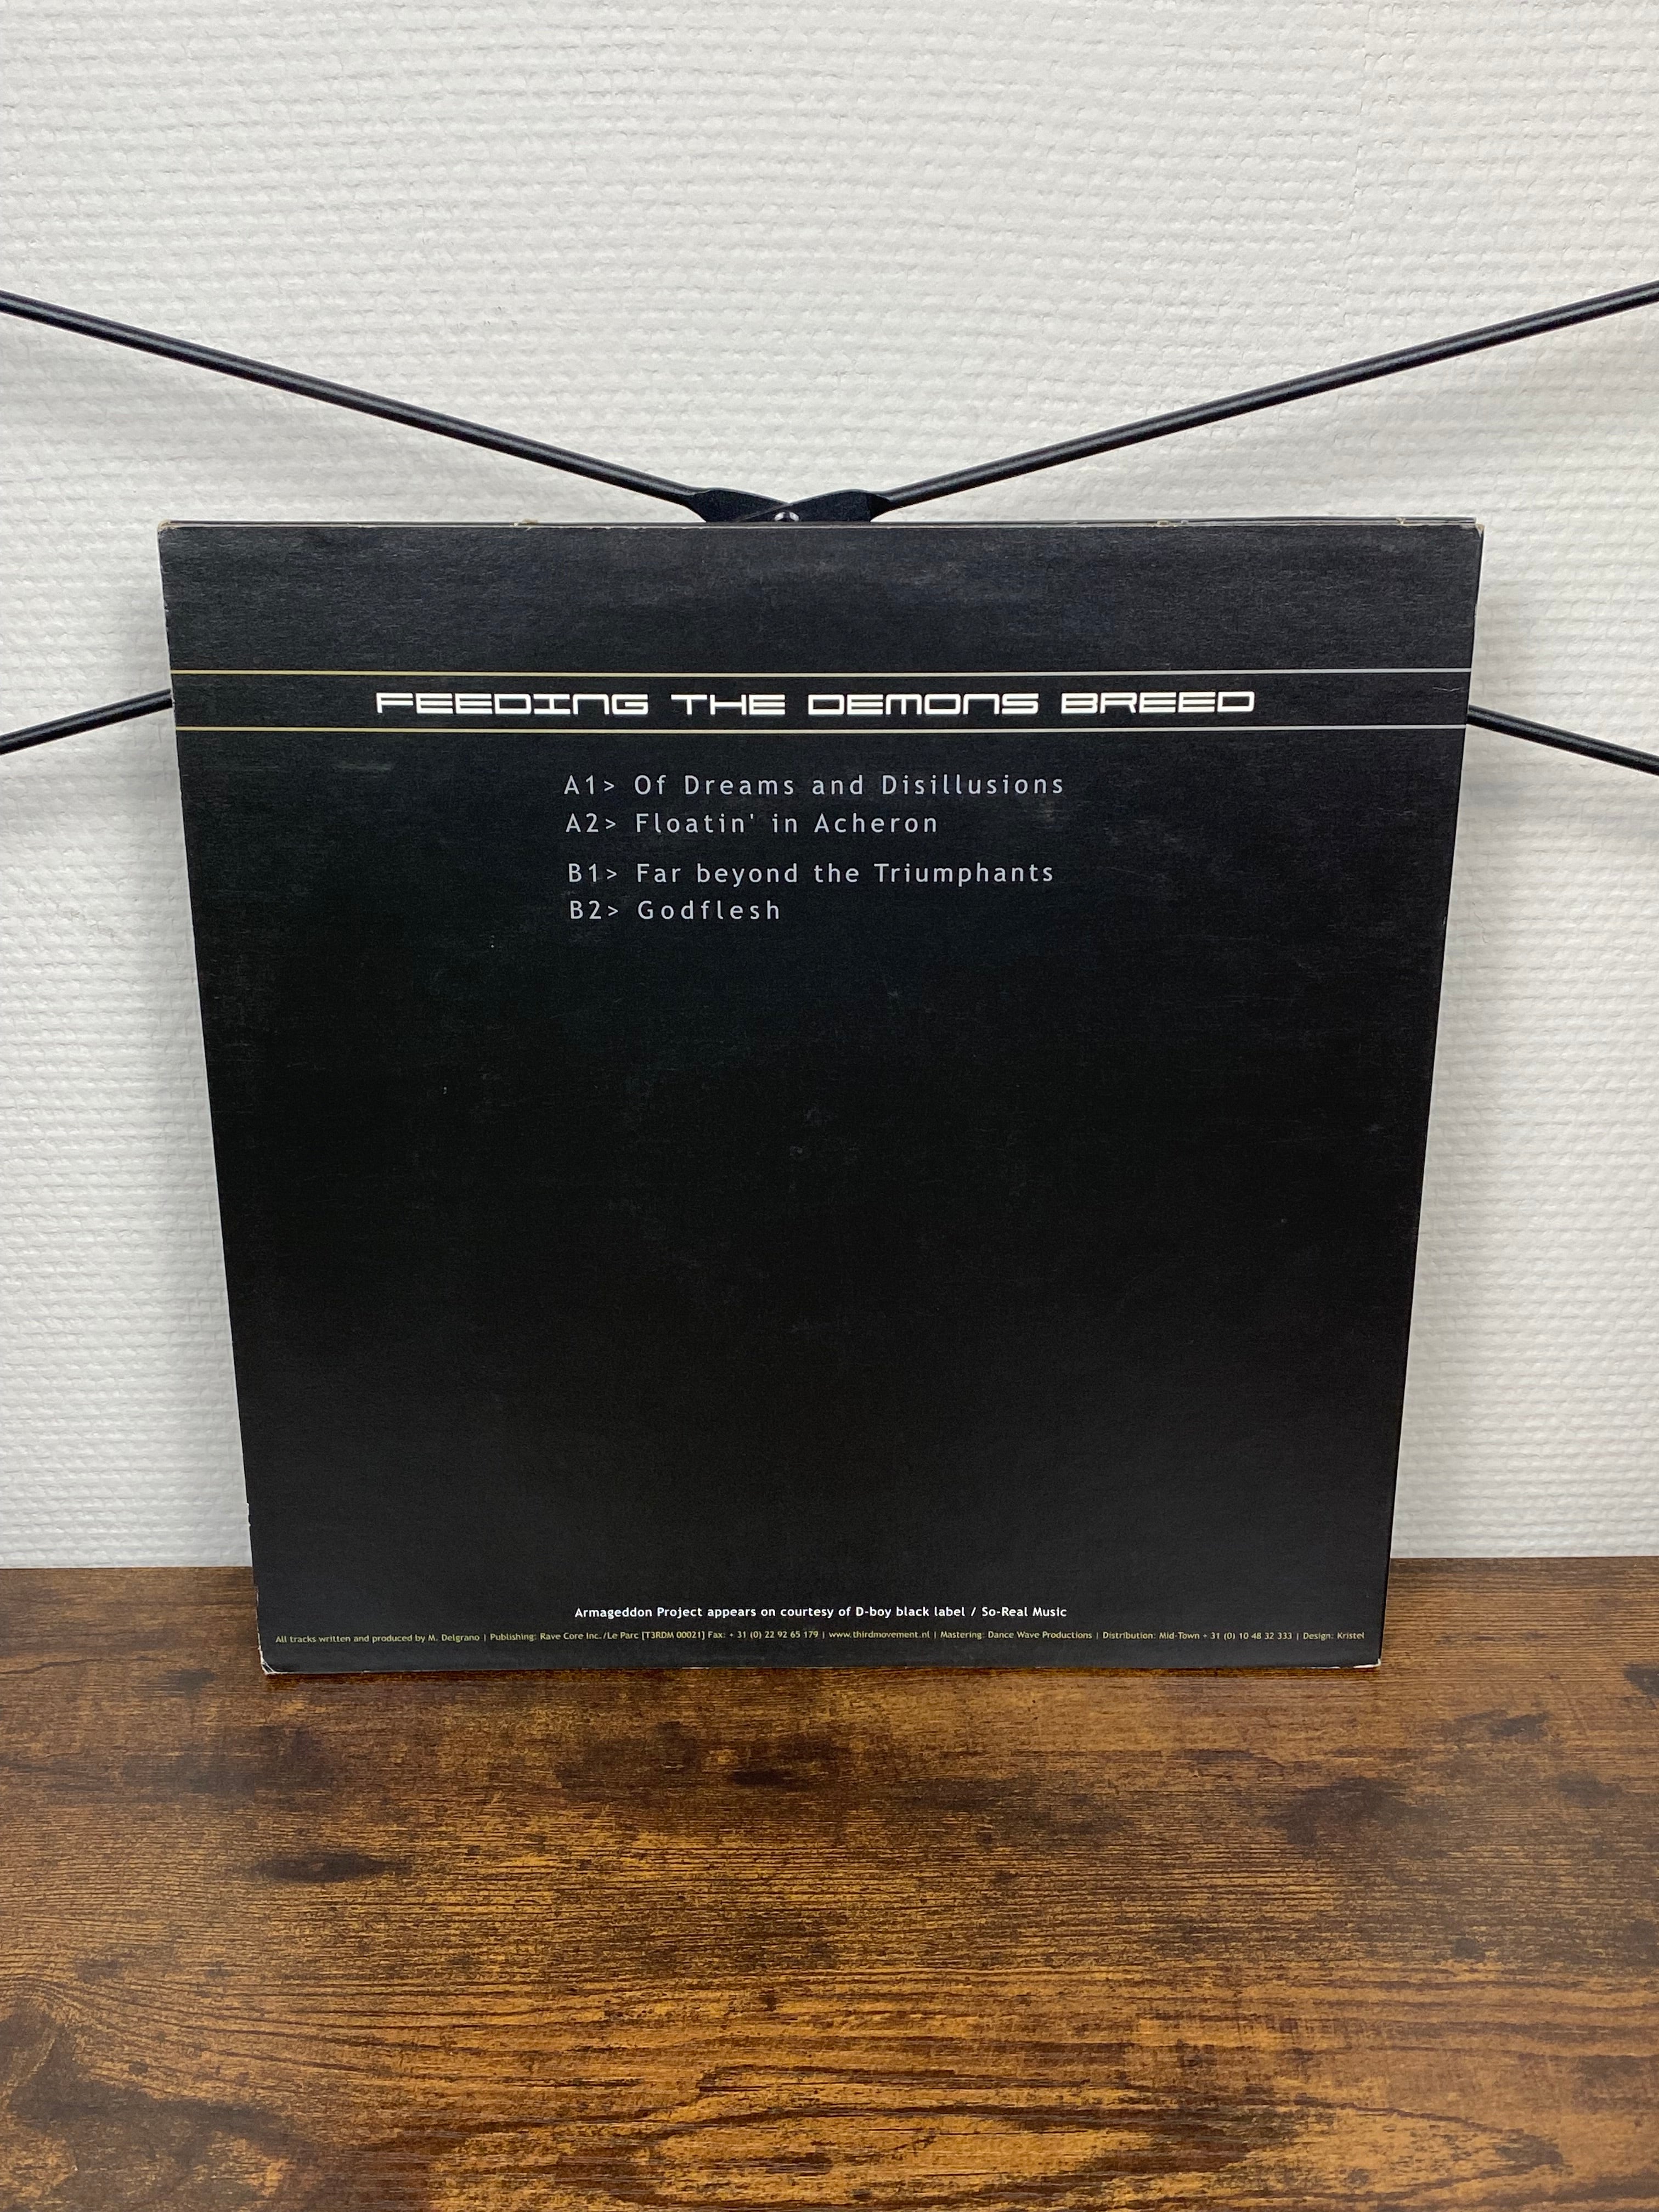 FEEDING THE DEMONS BREED
A1> Of Dreams and Disillusions
A2> Floatin' in Acheron
B1> Far beyond the Triumphants
B2> Godflesh
Armageddon Project appears on courtesy of D-boy black label / So-Real Music
All tracks written and produced by M. Delgrano | Publishing: Rave Core Inc./Le Parc [T3RDM 00021] Fax: + 31 (0) 22 92 65 179 | www.thirdmovement.nl | Mastering: Dance Wave Productions | Distribution: Mid-Town + 31 (0) 10 48 32 333 | Design: Kristel